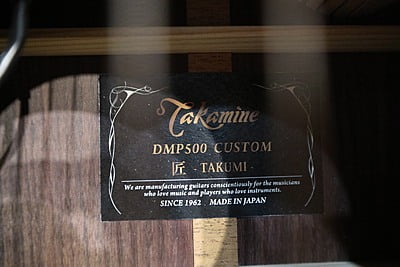 Takamine
DMP500 CUSTOM
匠 · TAKUMI ·
We are manufacturing guitars conscientiously for the musicians
who love music and players who love instruments.
SINCE 1962 MADE IN JAPAN